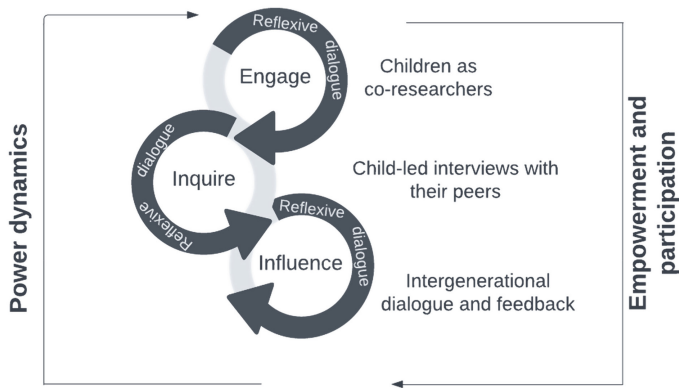 Power dynamics
Reflexive dialogue
Engage
Children as
co-researchers
Reflexive dialogue
Inquire
Child-led interviews with
their peers
Reflexive dialogue
Influence
Intergenerational
dialogue and feedback
Empowerment and
participation